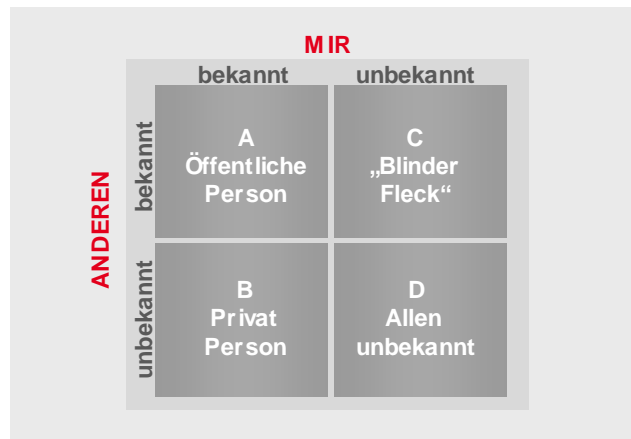 MIR
bekannt unbekannt
ANDEREN
bekannt
A
Öffentliche
Person
C
„Blinder
Fleck“
unbekannt
B
Privat
Person
D
Allen
unbekannt